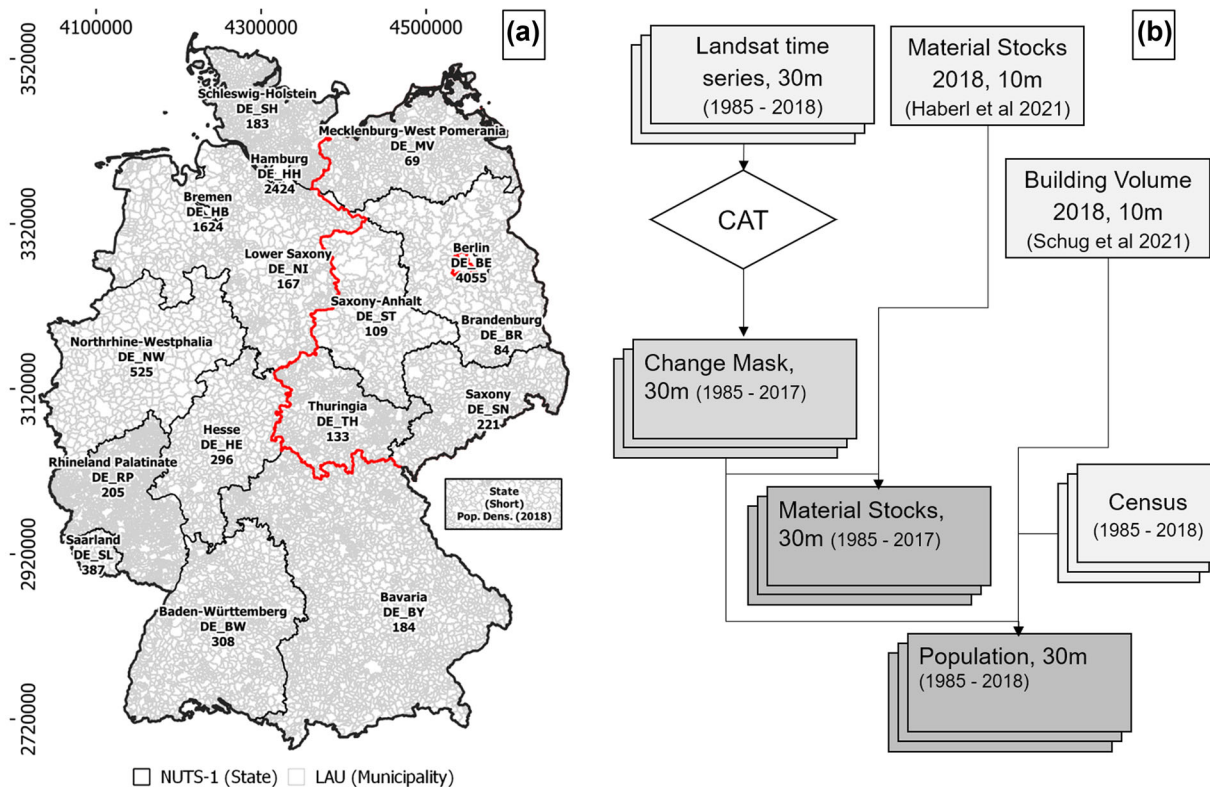 4100000
4300000
4500000
(a)
3520000
3320000
3120000
2920000
2720000
Schleswig-Holstein
DE_SH
183
Mecklenburg-West Pomerania
DE_MV
69
Hamburg
DE_HH
2424
Bremen
DE_HB
1624
Lower Saxony
DE_NI
167
Berlin
DE_BE
4055
Saxony-Anhalt
DE_ST
109
Brandenburg
DE_BR
84
Northrhine-Westphalia
DE_NW
525
Saxony
DE_SN
221
Thuringia
DE_TH
133
Hesse
DE_HE
296
Rhineland Palatinate
DE_RP
205
State
(Short)
Pop. Dens. (2018)
Saarland
DE_SL
387
Baden-Württemberg
DE_BW
308
Bavaria
DE_BY
184
NUTS-1 (State)
LAU (Municipality)
(b)
Landsat time
series, 30m
(1985 - 2018)
Material Stocks
2018, 10m
(Haberl et al 2021)
Building Volume
2018, 10m
(Schug et al 2021)
CAT
Change Mask,
30m (1985 - 2017)
Material Stocks,
30m (1985 - 2017)
Census
(1985 - 2018)
Population, 30m
(1985 - 2018)